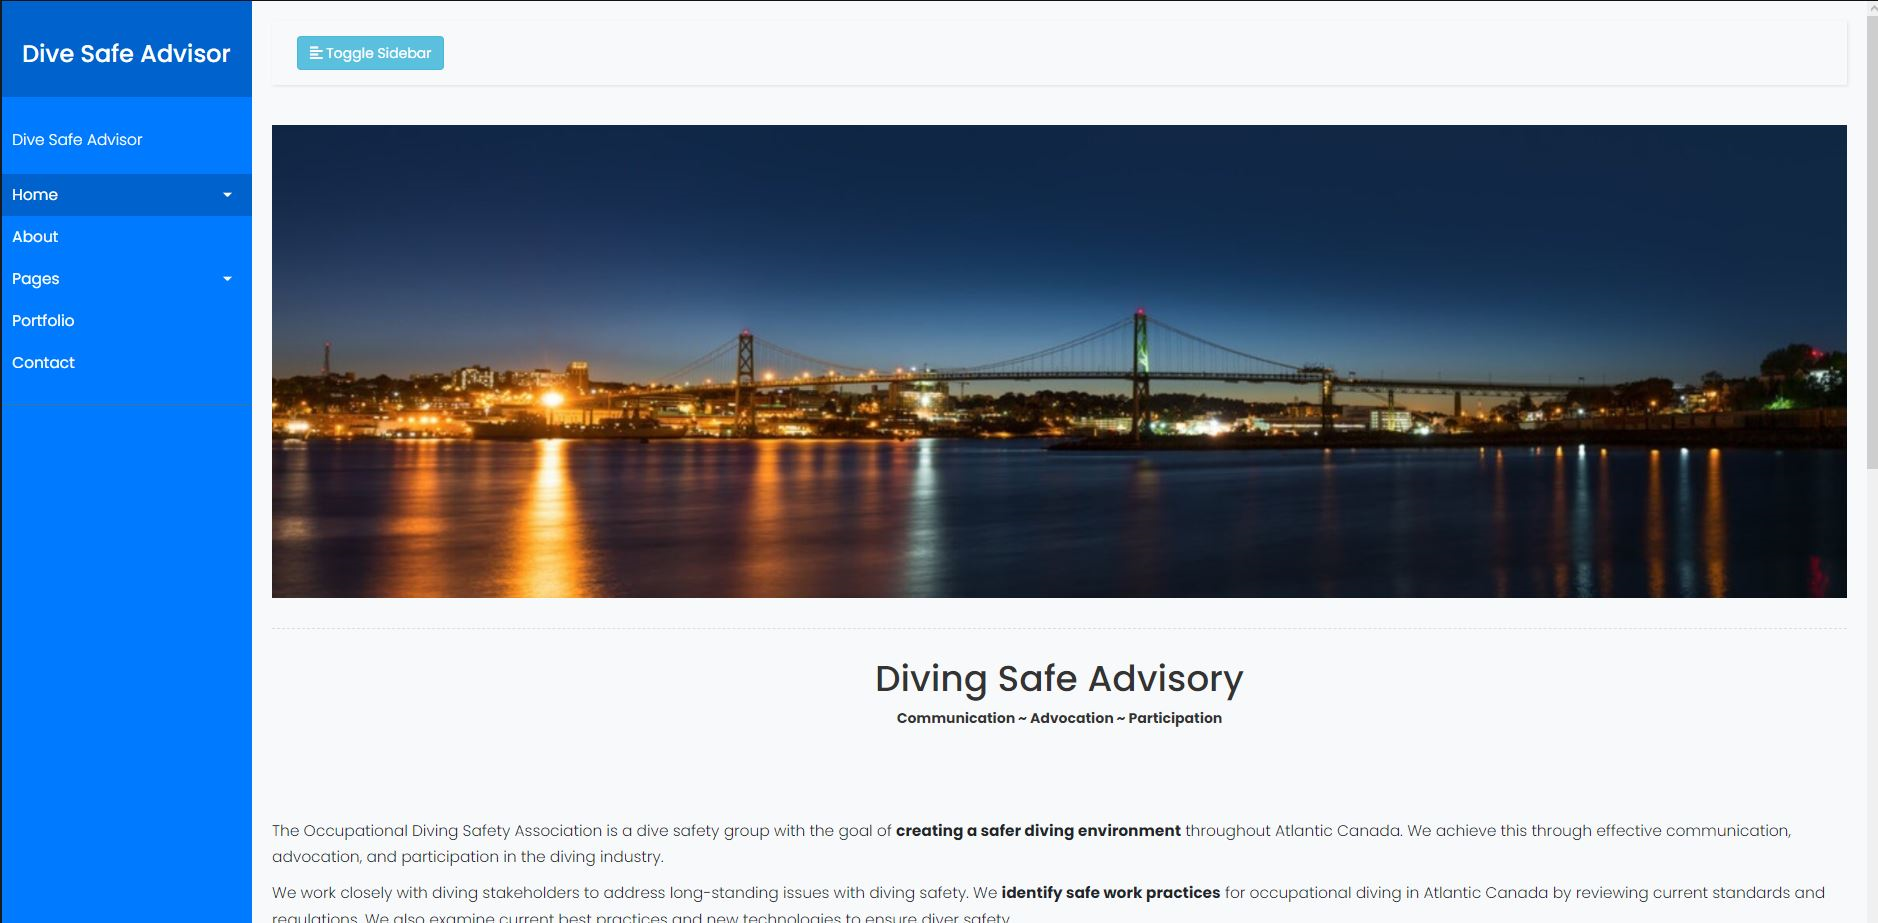 Dive Safe Advisor
Toggle Sidebar
Dive Safe Advisor
Home
About
Pages
Portfolio
Contact
Diving Safe Advisory
Communication ~ Advocation ~ Participation
The Occupational Diving Safety Association is a dive safety group with the goal of creating a safer diving environment throughout Atlantic Canada. We achieve this through effective communication,
advocation, and participation in the diving industry.
We work closely with diving stakeholders to address long-standing issues with diving safety. We identify safe work practices for occupational diving in Atlantic Canada by reviewing current standards and
regulations. We also examine current best practices and new technologies to ensure diver safety.